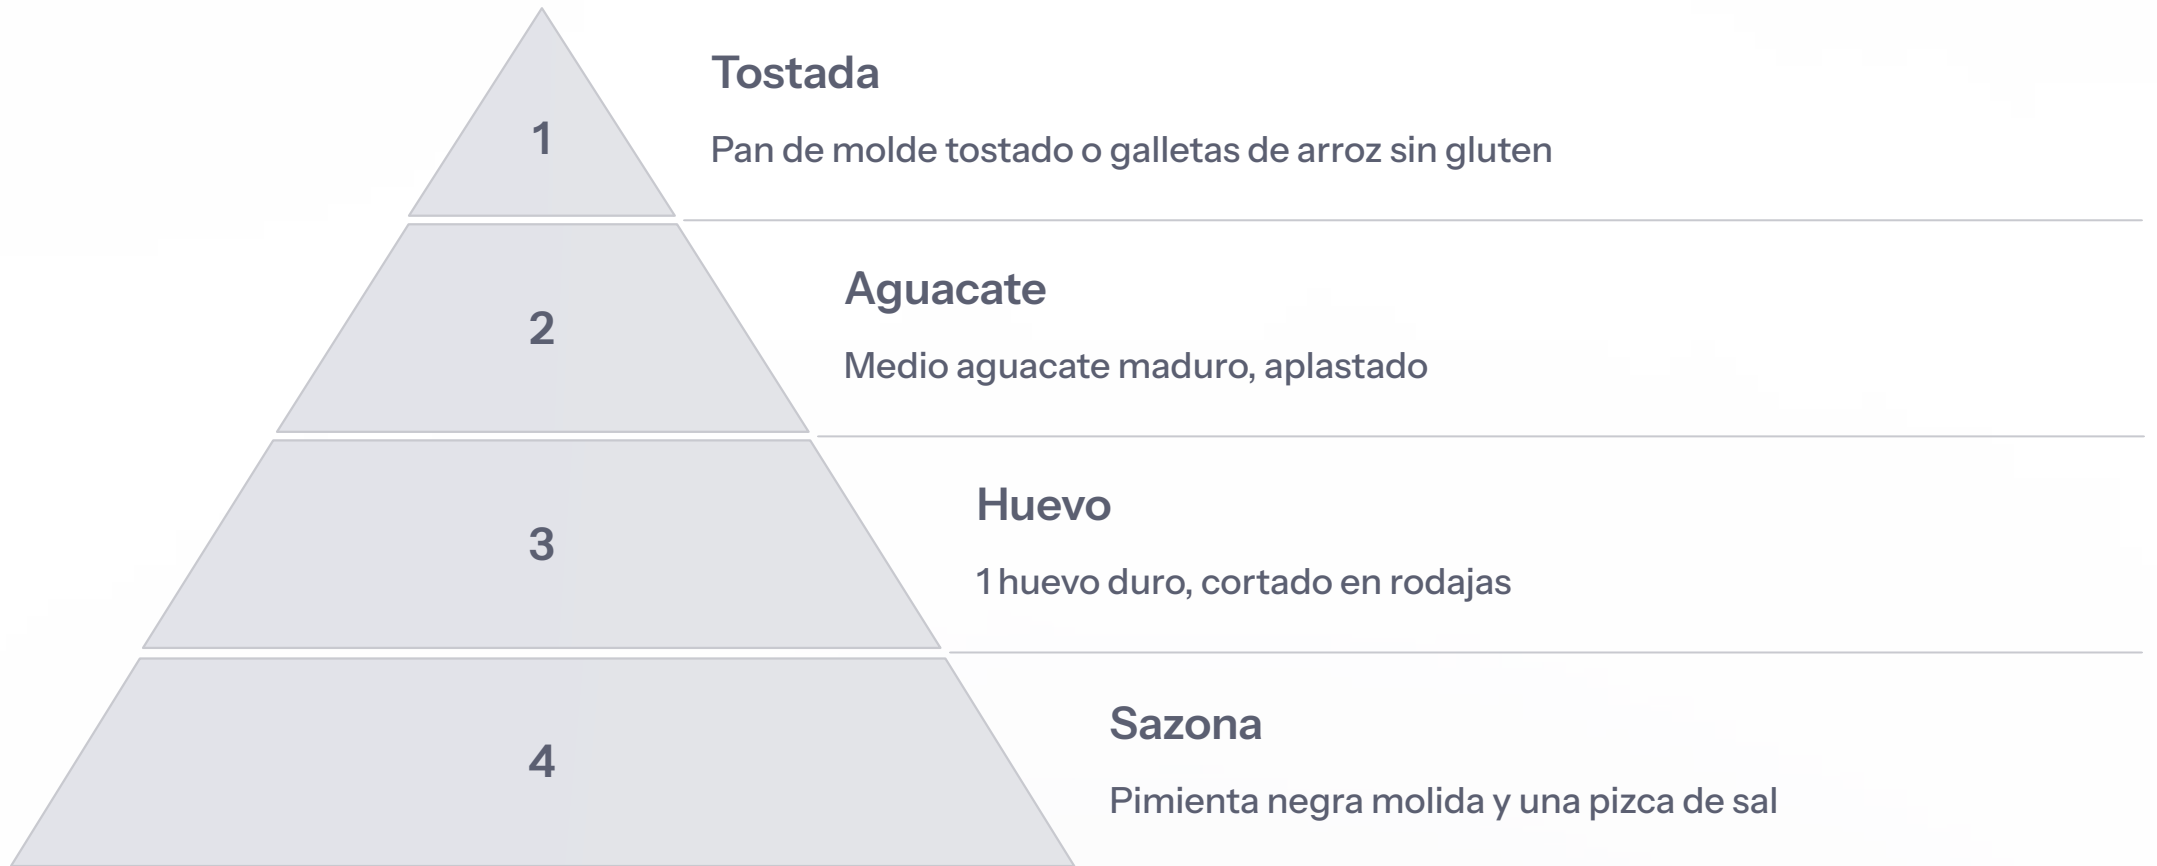 1
Tostada
Pan de molde tostado o galletas de arroz sin gluten
2
Aguacate
Medio aguacate maduro, aplastado
3
Huevo
1 huevo duro, cortado en rodajas
4
Sazona
Pimienta negra molida y una pizca de sal